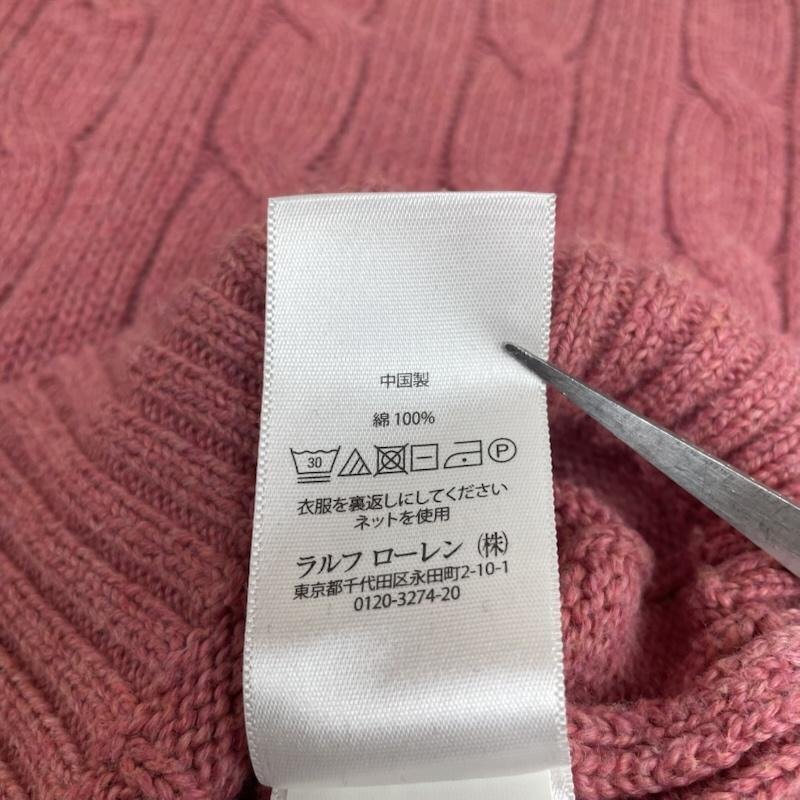 中国製
綿 100%
30 P
衣服を裏返しにしてください
ネットを使用
ラルフ ローレン (株)
東京都千代田区永田町2-10-1
0120-3274-20